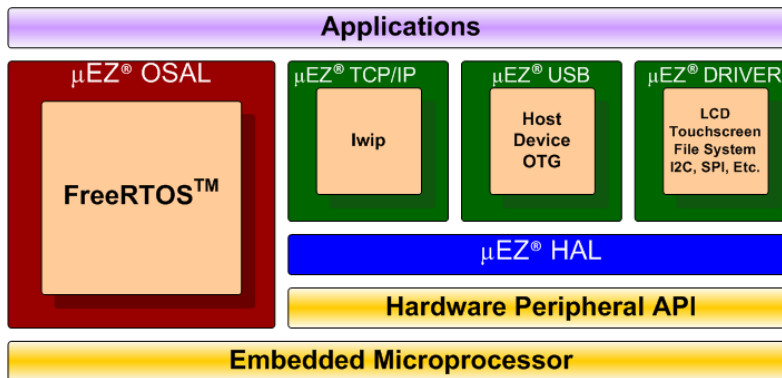 Applications
µEZ® OSAL
FreeRTOS™
µEZ® TCP/IP
lwip
µEZ® USB
Host
Device
OTG
µEZ® DRIVER
LCD
Touchscreen
File System
I2C, SPI, Etc.
µEZ® HAL
Hardware Peripheral API
Embedded Microprocessor